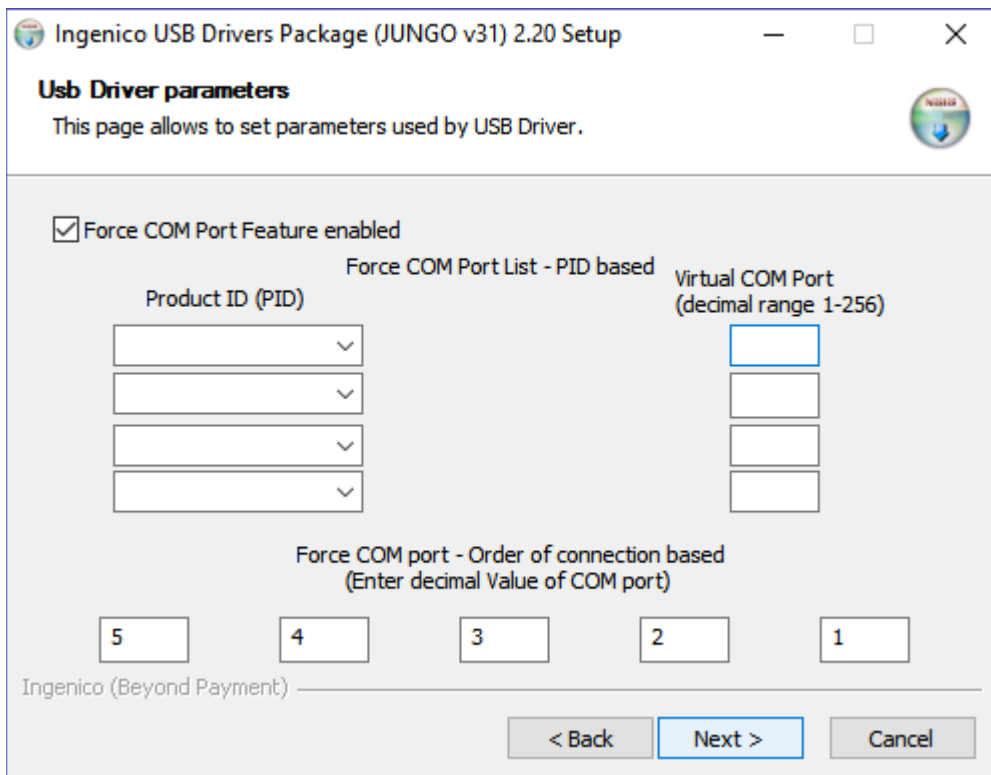 Ingenico USB Drivers Package (JUNGO v31) 2.20 Setup
Usb Driver parameters
This page allows to set parameters used by USB Driver.
Force COM Port Feature enabled
Force COM Port List - PID based
Product ID (PID)
Virtual COM Port
(decimal range 1-256)
Force COM port - Order of connection based
(Enter decimal Value of COM port)
5 4 3 2 1
Ingenico (Beyond Payment)
< Back Next > Cancel